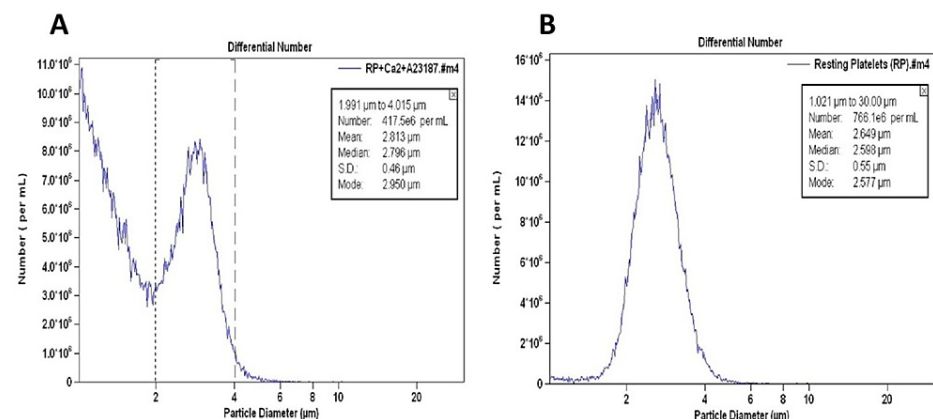 A
Differential Number
11.0*10⁶
10.0*10⁶
9.0*10⁶
8.0*10⁶
7.0*10⁶
6.0*10⁶
5.0*10⁶
4.0*10⁶
3.0*10⁶
2.0*10⁶
1.0*10⁶
0
Number ( per mL)
RP+Ca2+A23187.#m4
1.991 µm to 4.015 µm
Number: 417.5e6 per mL
Mean: 2.813 µm
Median: 2.796 µm
S.D.: 0.46 µm
Mode: 2.950 µm
2 4 6 8 10 20
Particle Diameter (µm)
B
Differential Number
16*10⁶
14*10⁶
12*10⁶
10*10⁶
8*10⁶
6*10⁶
4*10⁶
2*10⁶
0
Number ( per mL)
Resting Platelets (RP).#m4
1.021 µm to 30.00 µm
Number: 766.1e6 per mL
Mean: 2.649 µm
Median: 2.598 µm
S.D.: 0.55 µm
Mode: 2.577 µm
2 4 6 8 10 20
Particle Diameter (µm)